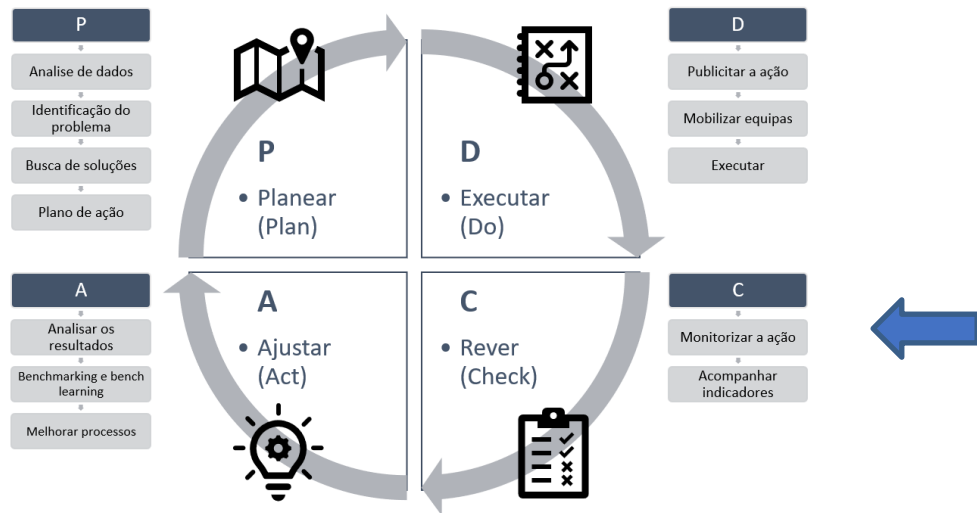 P
Analise de dados
Identificação do
problema
Busca de soluções
Plano de ação
P
• Planear
(Plan)
D
• Executar
(Do)
D
Publicitar a ação
Mobilizar equipas
Executar
A
Analisar os
resultados
Benchmarking e bench
learning
Melhorar processos
A
• Ajustar
(Act)
C
• Rever
(Check)
C
Monitorizar a ação
Acompanhar
indicadores